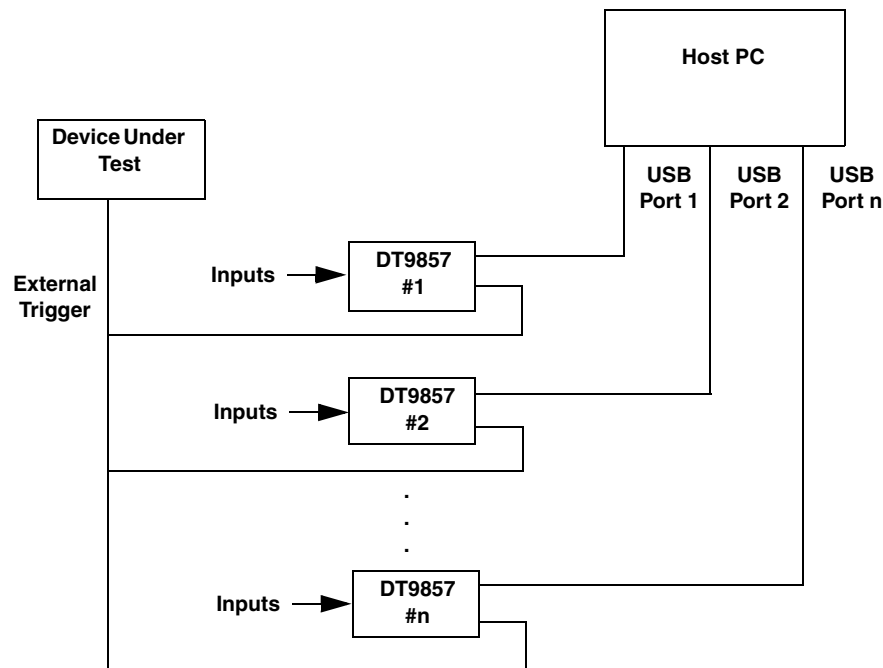 Host PC
Device Under
Test
USB
Port 1
USB
Port 2
USB
Port n
External
Trigger
Inputs
DT9857
#1
Inputs
DT9857
#2
.
.
.
Inputs
DT9857
#n